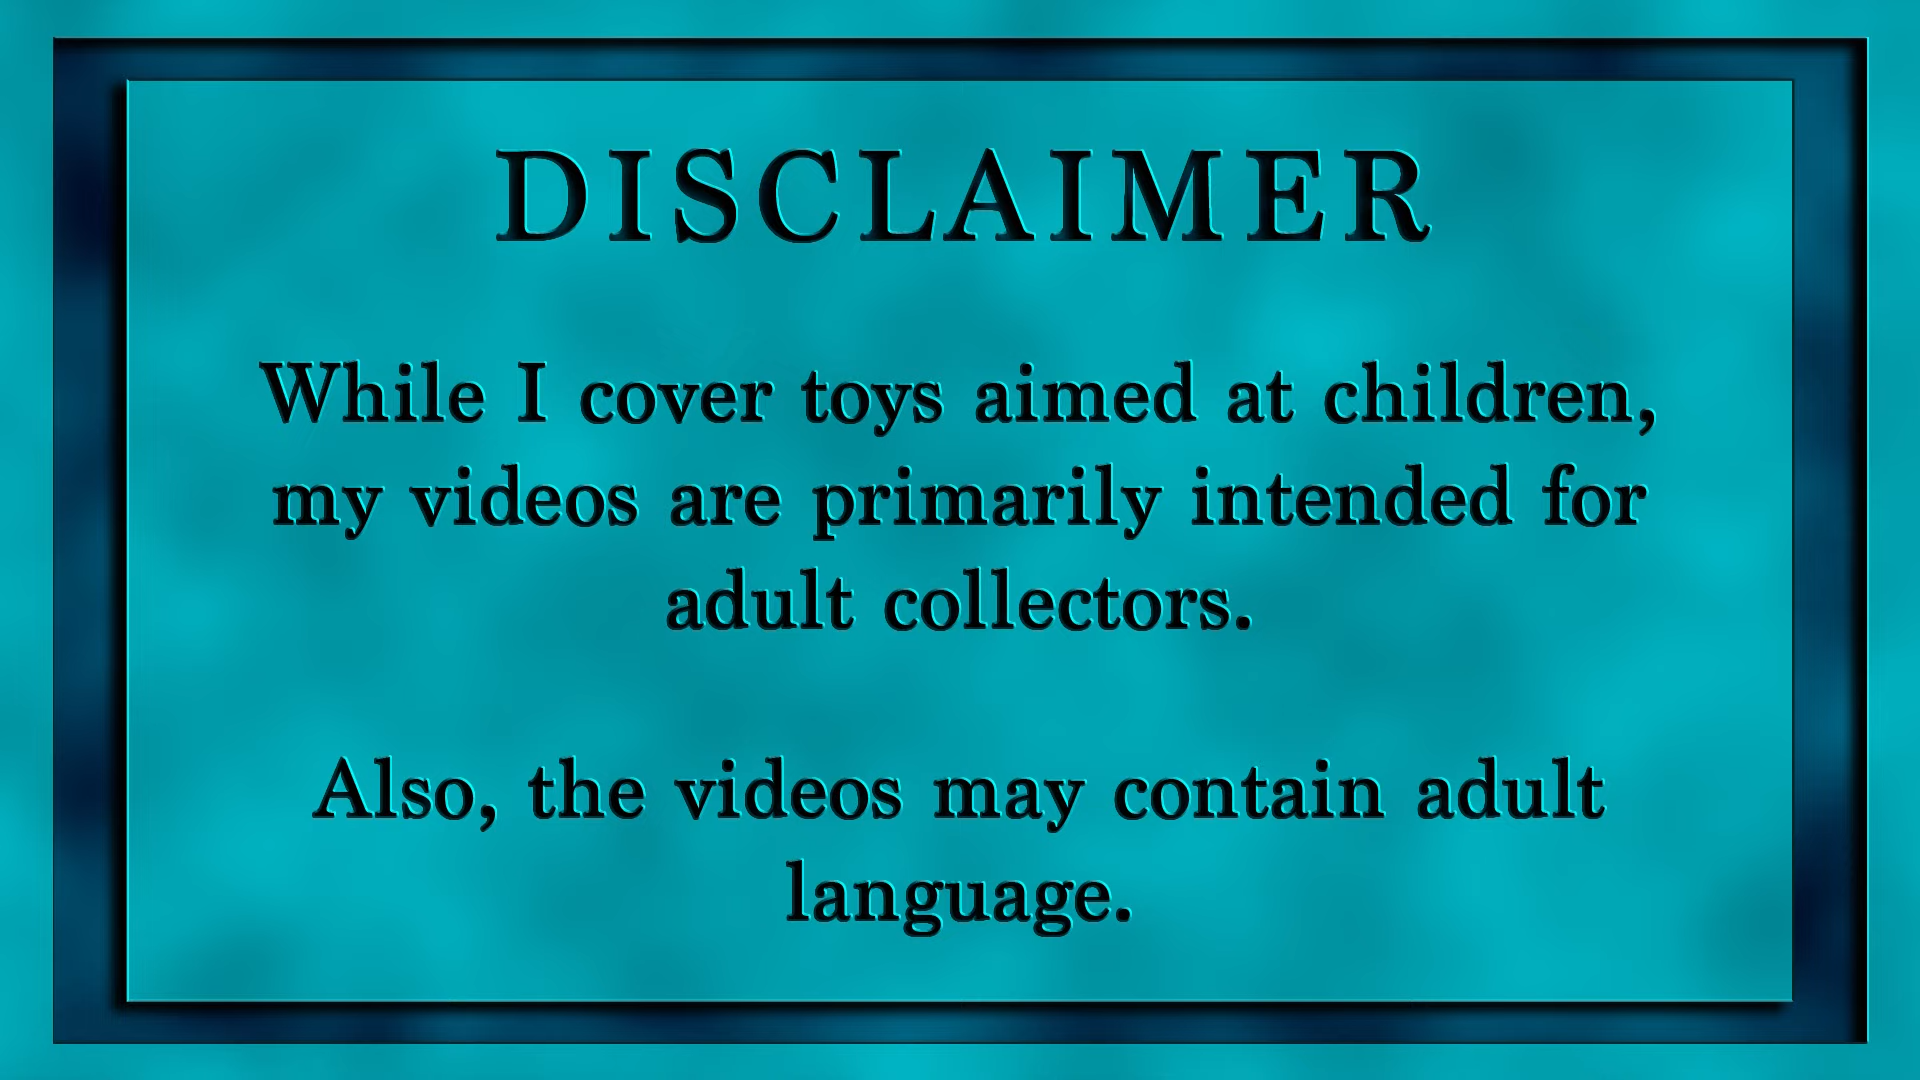 DISCLAIMER
While I cover toys aimed at children,
my videos are primarily intended for
adult collectors.
Also, the videos may contain adult
language.